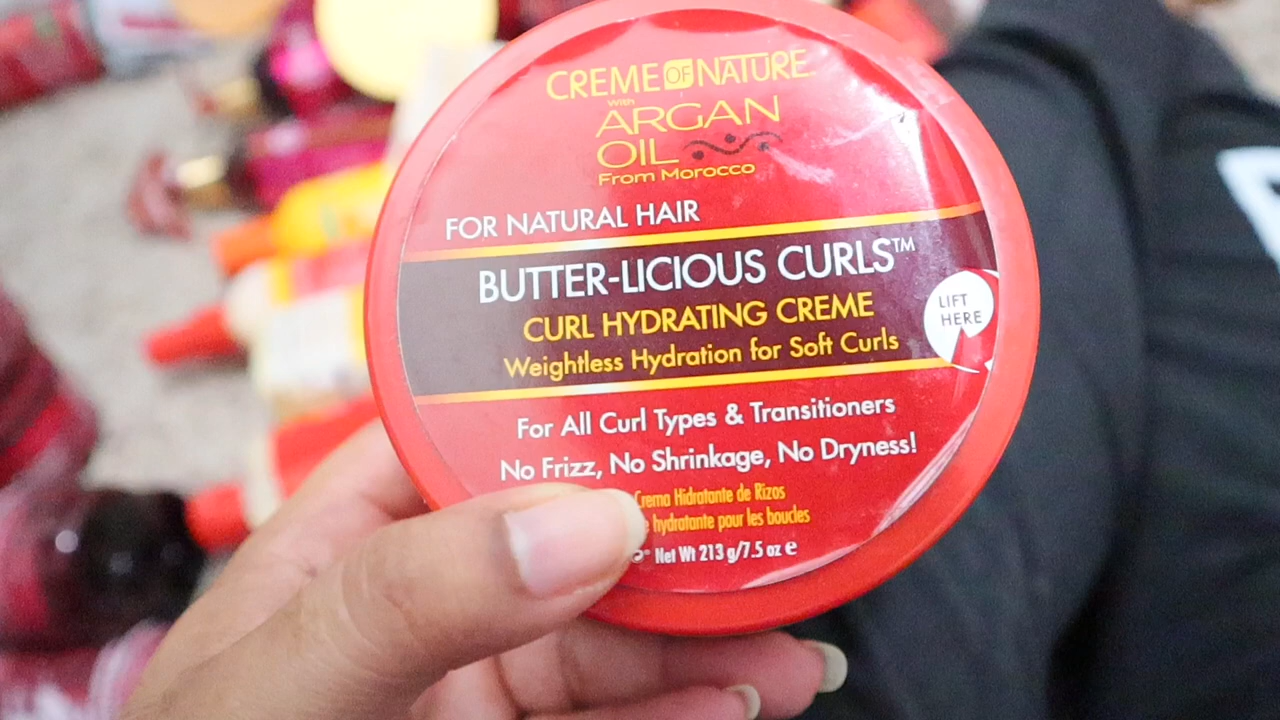 CREME OF NATURE
With
ARGAN
OIL
From Morocco
FOR NATURAL HAIR
BUTTER-LICIOUS CURLS™
CURL HYDRATING CREME
Weightless Hydration for Soft Curls
LIFT
HERE
For All Curl Types & Transitioners
No Frizz, No Shrinkage, No Dryness!
Crema Hidratante de Rizos
hydratante pour les boucles
Net Wt 213 g/7.5 oz e